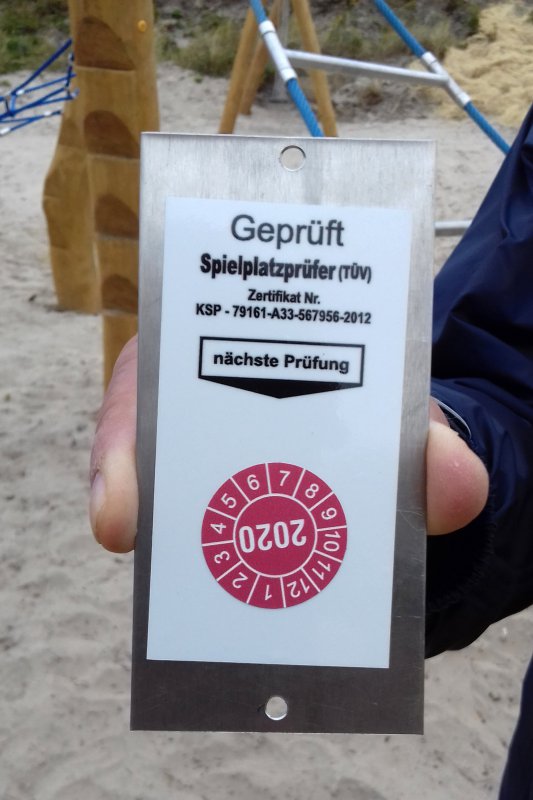 Geprüft
Spielplatzprüfer (TÜV)
Zertifikat Nr.
KSP - 79161-A33-567956-2012
nächste Prüfung
1 2 3 4 5 6 7 8 9 10 11 12
2020